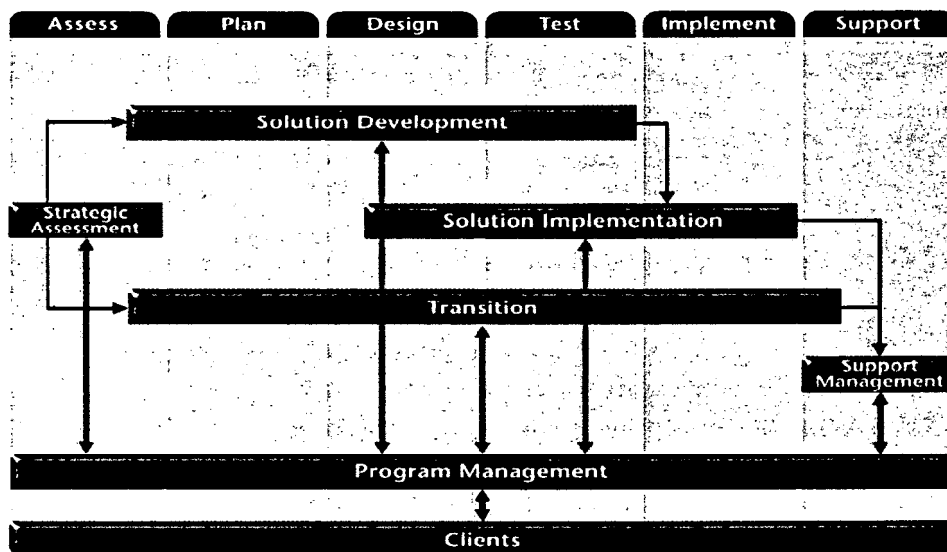 Assess Plan Design Test Implement Support
Solution Development
Strategic
Assessment
Solution Implementation
Transition
Support
Management
Program Management
Clients